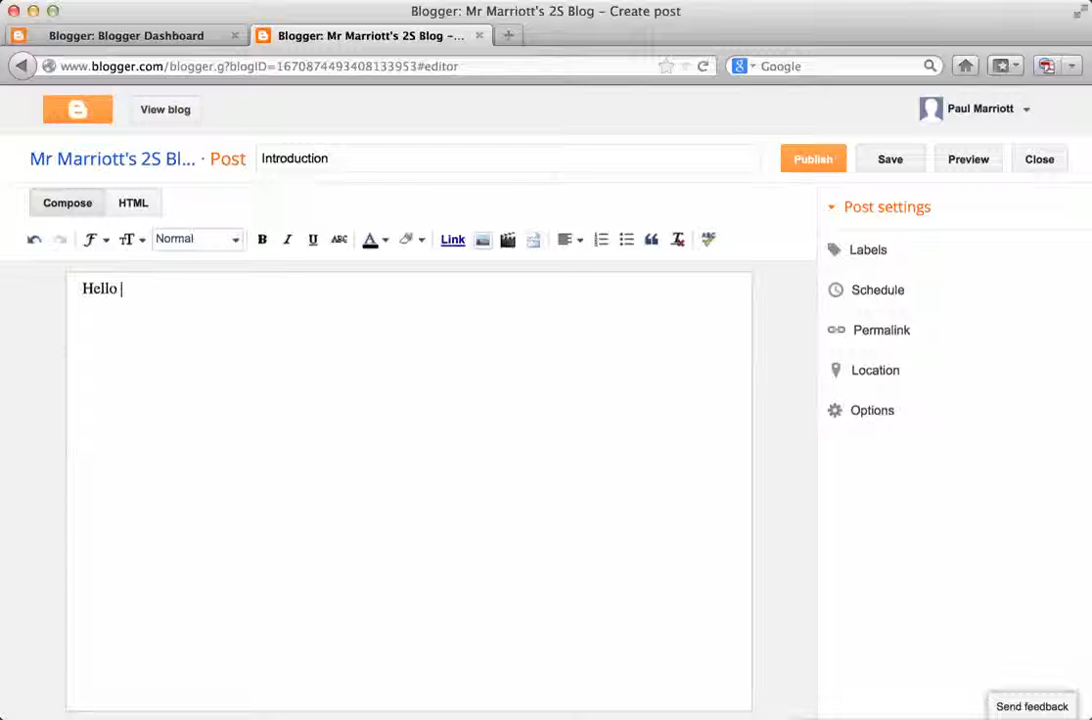 Blogger: Mr Marriott's 2S Blog – Create post
Blogger: Blogger Dashboard × Blogger: Mr Marriott's 2S Blog –... × +
www.blogger.com/blogger.g?blogID=1670874493408133953#editor Google
View blog Paul Marriott
Mr Marriott's 2S Bl... · Post Introduction Publish Save Preview Close
Compose HTML Post settings
Normal B I U ABC A Link
Labels
Hello
Schedule
Permalink
Location
Options
Send feedback